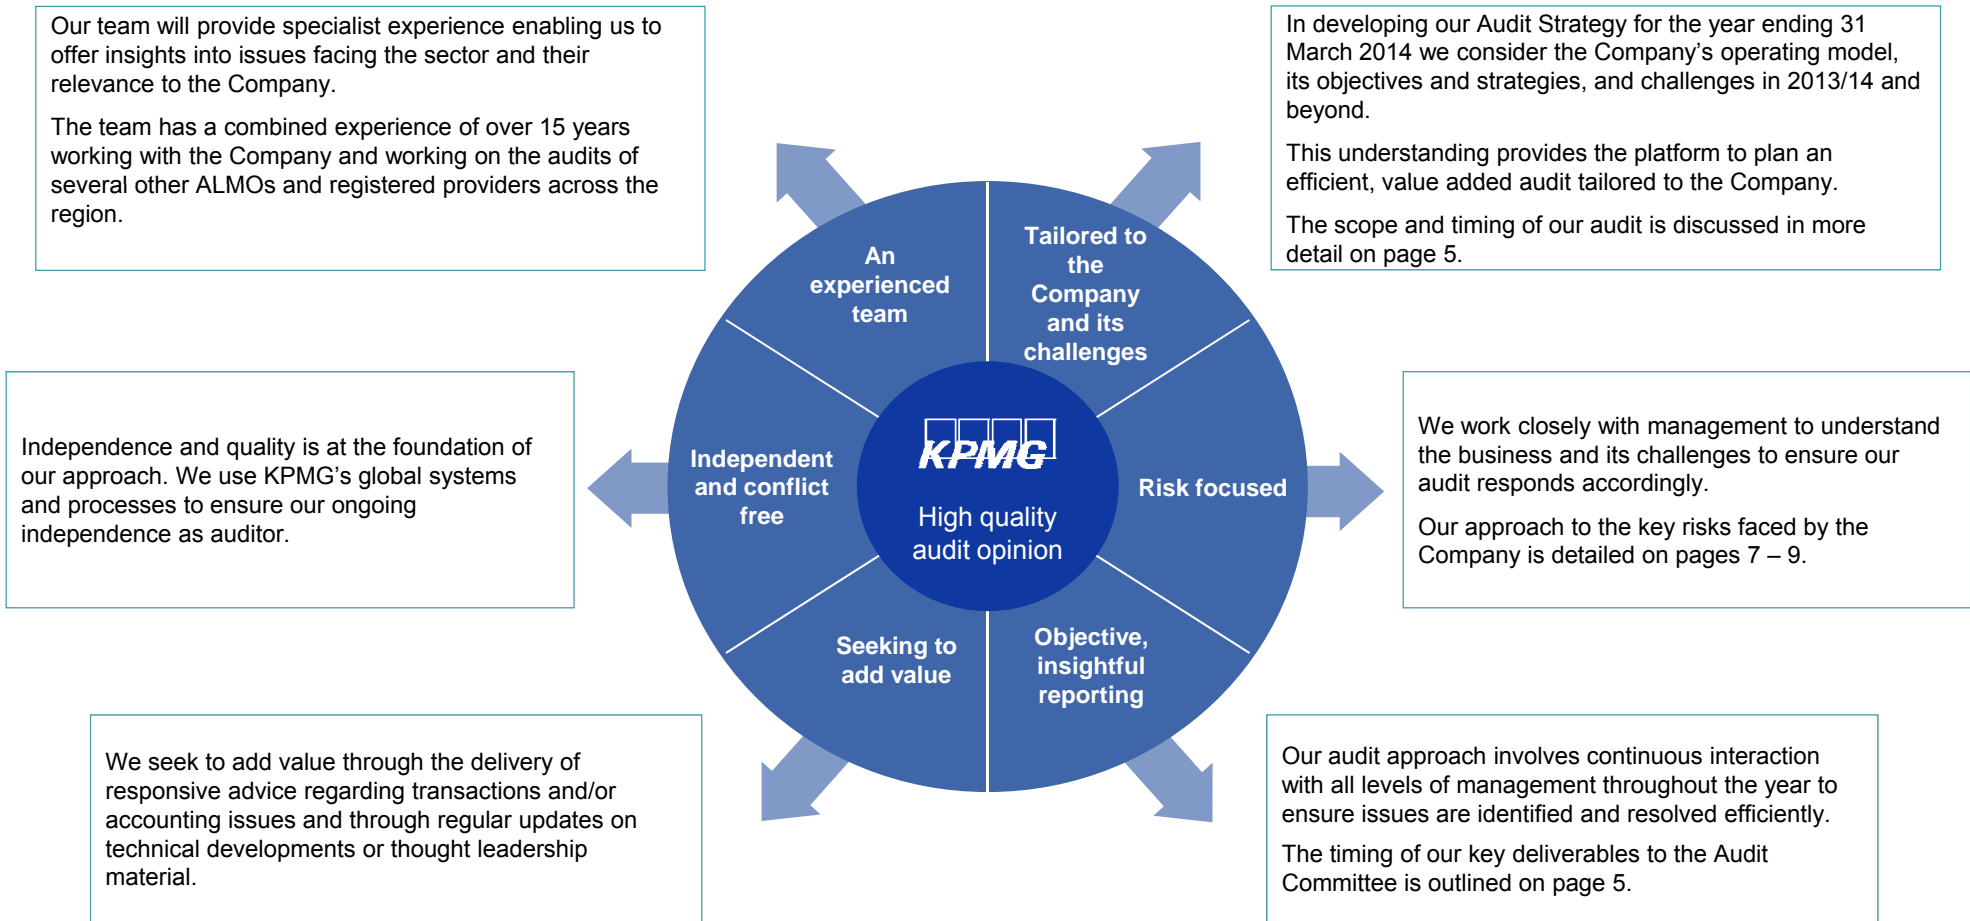 Our team will provide specialist experience enabling us to
offer insights into issues facing the sector and their
relevance to the Company.
The team has a combined experience of over 15 years
working with the Company and working on the audits of
several other ALMOs and registered providers across the
region.
In developing our Audit Strategy for the year ending 31
March 2014 we consider the Company’s operating model,
its objectives and strategies, and challenges in 2013/14 and
beyond.
This understanding provides the platform to plan an
efficient, value added audit tailored to the Company.
The scope and timing of our audit is discussed in more
detail on page 5.
An
experienced
team
Tailored to
the
Company
and its
challenges
Independence and quality is at the foundation of
our approach. We use KPMG’s global systems
and processes to ensure our ongoing
independence as auditor.
Independent
and conflict
free
KPMG
High quality
audit opinion
Risk focused
We work closely with management to understand
the business and its challenges to ensure our
audit responds accordingly.
Our approach to the key risks faced by the
Company is detailed on pages 7 – 9.
Seeking to
add value
Objective,
insightful
reporting
We seek to add value through the delivery of
responsive advice regarding transactions and/or
accounting issues and through regular updates on
technical developments or thought leadership
material.
Our audit approach involves continuous interaction
with all levels of management throughout the year to
ensure issues are identified and resolved efficiently.
The timing of our key deliverables to the Audit
Committee is outlined on page 5.